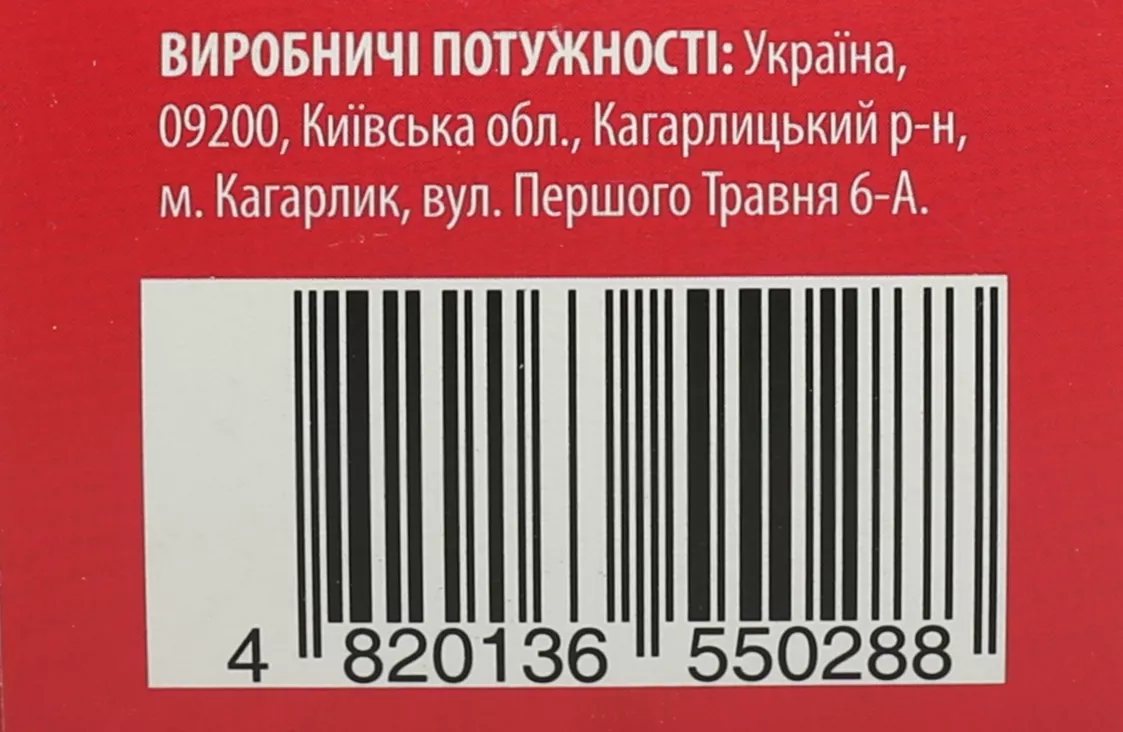 ВИРОБНИЧІ ПОТУЖНОСТІ: Україна,
09200, Київська обл., Кагарлицький р-н,
м. Кагарлик, вул. Першого Травня 6-А.
4 820136 550288